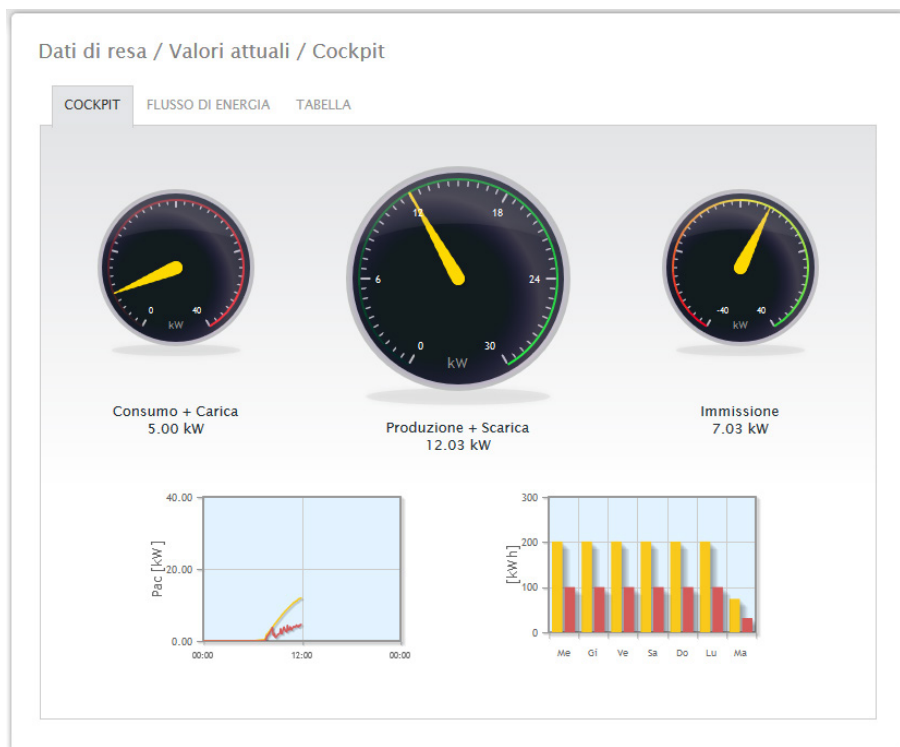 Dati di resa / Valori attuali / Cockpit
COCKPIT FLUSSO DI ENERGIA TABELLA
0 40
kW
Consumo + Carica
5.00 kW
0 6 12 18 24 30
kW
Produzione + Scarica
12.03 kW
-40 40
kW
Immissione
7.03 kW
40.00
20.00
0.00
Pac [kW]
00:00 12:00 00:00
300
200
100
0
[kWh]
Me Gi Ve Sa Do Lu Ma